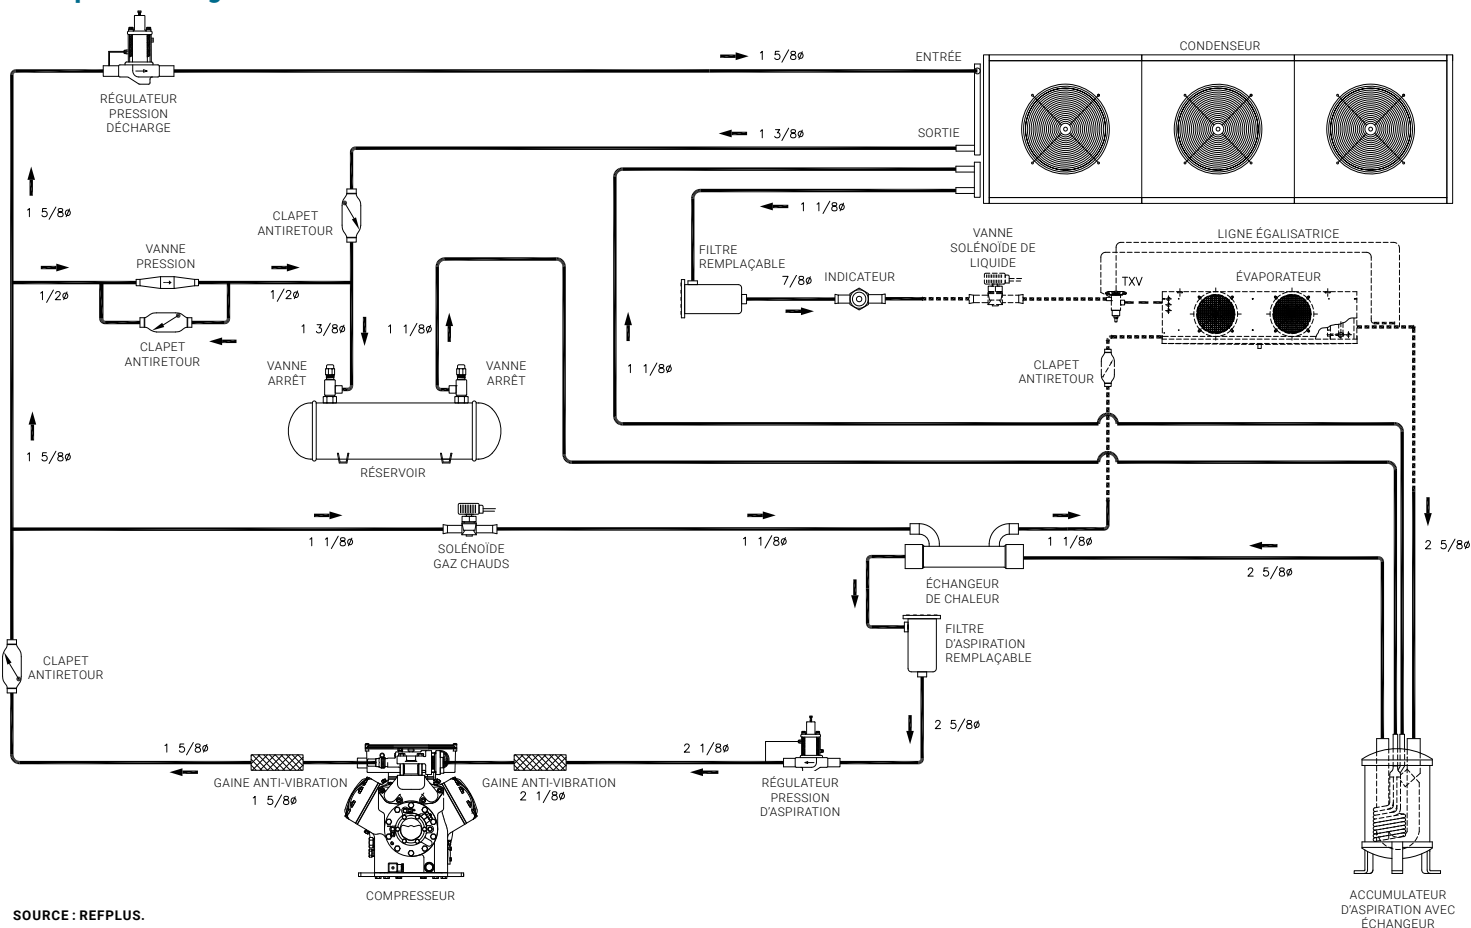 ENTRÉE
CONDENSEUR
1 5/8ø
RÉGULATEUR
PRESSION
DÉCHARGE
1 3/8ø
SORTIE
1 5/8ø
CLAPET
ANTIRETOUR
1 1/8ø
VANNE
PRESSION
FILTRE
REMPLAÇABLE
VANNE
SOLÉNOÏDE DE
LIQUIDE
LIGNE ÉGALISATRICE
7/8ø
INDICATEUR
TXV
ÉVAPORATEUR
1/2ø
1/2ø
1 3/8ø
1 1/8ø
CLAPET
ANTIRETOUR
VANNE
ARRÊT
VANNE
ARRÊT
1 1/8ø
CLAPET
ANTIRETOUR
1 5/8ø
RÉSERVOIR
1 1/8ø
SOLÉNOÏDE
GAZ CHAUDS
1 1/8ø
1 1/8ø
2 5/8ø
2 5/8ø
ÉCHANGEUR
DE CHALEUR
FILTRE
D'ASPIRATION
REMPLAÇABLE
CLAPET
ANTIRETOUR
2 5/8ø
1 5/8ø
2 1/8ø
GAINE ANTI-VIBRATION
1 5/8ø
GAINE ANTI-VIBRATION
2 1/8ø
RÉGULATEUR
PRESSION
D'ASPIRATION
COMPRESSEUR
ACCUMULATEUR
D'ASPIRATION AVEC
ÉCHANGEUR
SOURCE : REFPLUS.